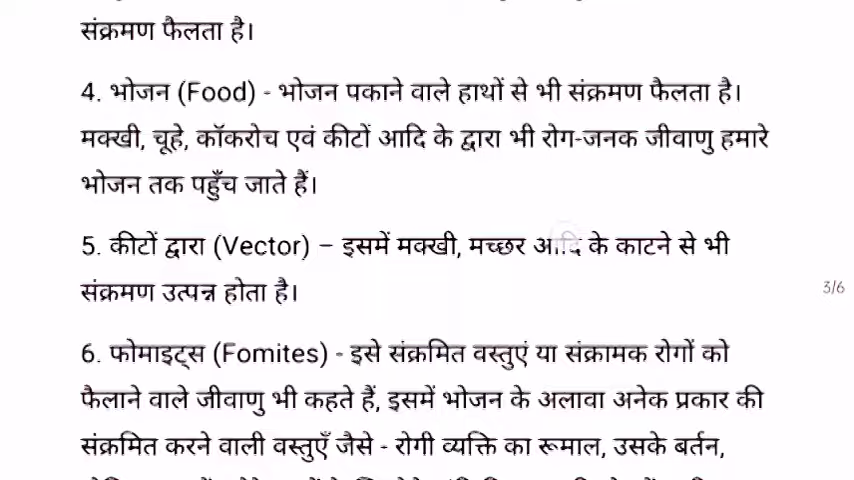 संक्रमण फैलता है।
4. भोजन (Food) - भोजन पकाने वाले हाथों से भी संक्रमण फैलता है।
मक्खी, चूहे, कॉकरोच एवं कीटों आदि के द्वारा भी रोग-जनक जीवाणु हमारे
भोजन तक पहुँच जाते हैं।
5. कीटों द्वारा (Vector) – इसमें मक्खी, मच्छर आदि के काटने से भी
संक्रमण उत्पन्न होता है।
3/6
6. फोमाइट्स (Fomites) - इसे संक्रमित वस्तुएं या संक्रामक रोगों को
फैलाने वाले जीवाणु भी कहते हैं, इसमें भोजन के अलावा अनेक प्रकार की
संक्रमित करने वाली वस्तुएँ जैसे - रोगी व्यक्ति का रूमाल, उसके बर्तन,